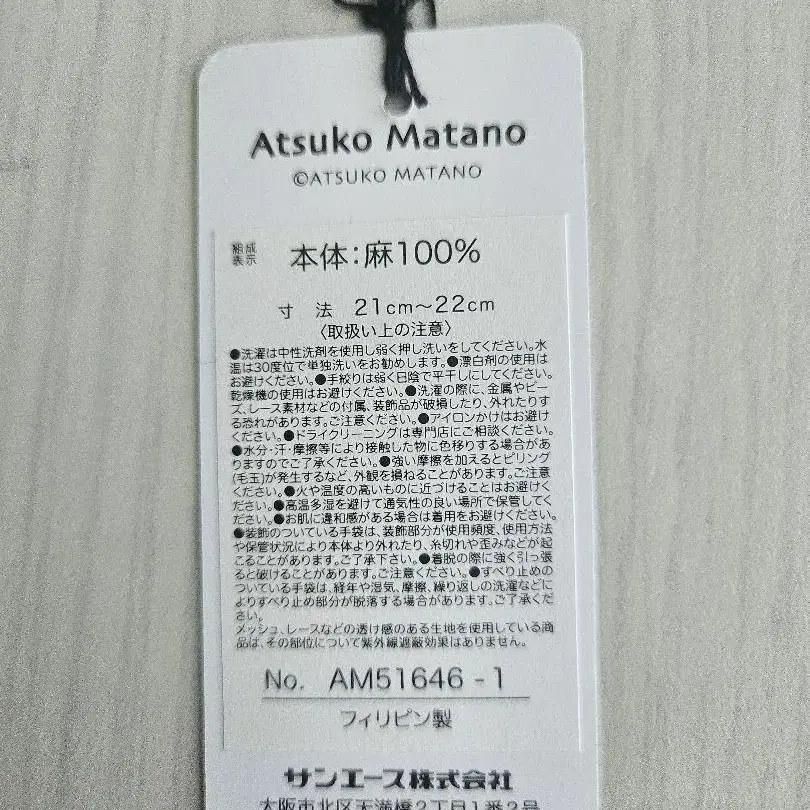 Atsuko Matano
©ATSUKO MATANO
組成
表示
本体:麻100%
寸 法 21cm〜22cm
〈取扱い上の注意〉
●洗濯は中性洗剤を使用し弱く押し洗いをしてください。水
温は30度位で単独洗いをお勧めします。●漂白剤の使用は
お避けください。●手絞りは弱く日陰で平干しにしてください。
乾燥機の使用はお避けください。●洗濯の際に、金属やビー
ズ、レース素材などの付属、装飾品が破損したり、外れたりす
る恐れがあります。ご注意ください。●アイロンかけはお避け
ください。●ドライクリーニングは専門店にご相談ください。
●水分・汗・摩擦等により接触した物に色移りする場合があ
りますのでご了承ください。●強い摩擦を加えるとピリング
(毛玉)が発生するなど、外観を損ねることがあります。ご注意
ください。●火や温度の高いものに近づけることはお避けく
ださい。●高温多湿を避けて通気性の良い場所で保管してく
ださい。●お肌に違和感がある場合は着用をお避けください。
●装飾のついている手袋は、装飾部分が使用頻度、使用方法
や保管状況により本体より外れたり、糸切れや歪みなどが起
こることがあります。ご了承下さい。●着脱の際に強く引っ張
ると破けることがあります。ご注意ください。●すべり止めの
ついている手袋は、経年や湿気、摩擦、繰り返しの洗濯などに
よりすべり止め部分が脱落する場合があります。ご了承くださ
い。
メッシュ、レースなどの透け感のある生地を使用している商
品は、その部位について紫外線遮蔽効果はありません。
No. AM51646 - 1
フィリピン製
サンエース株式会社
大阪市北区天満橋2丁目1番2号